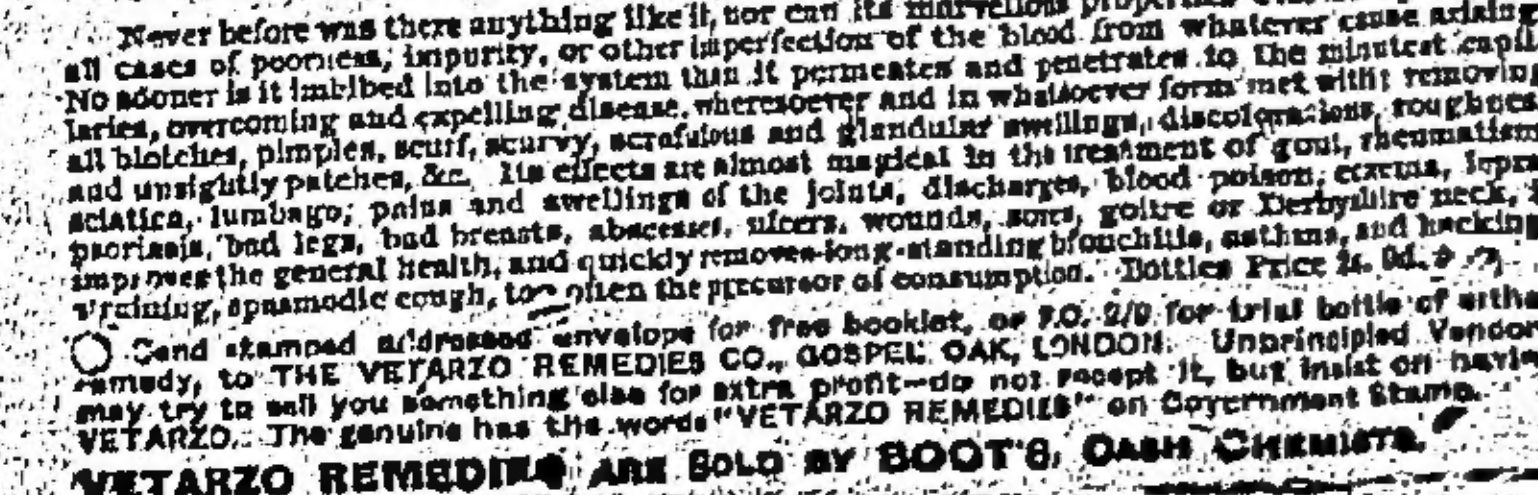 Never before was there anything like it, nor can its marvellous
all cases of poorness, impurity, or other imperfection of the blood from whatever cause arising
No sooner is it imbibed into the system than it permeates and penetrates to the minutest capil-
laries, overcoming and expelling disease, wheresoever and in whatsoever form met with; removing
all blotches, pimples, scurf, scurvy, scrofulous and glandular swellings, discolorations, roughness
and unsightly patches, &c. Its effects are almost magical in the treatment of gout, rheumatism
sciatica, lumbago, pains and swellings of the joints, discharges, blood poison, eczema, lepra
psoriasis, bad legs, bad breasts, abscesses, ulcers, wounds, sores, goitre or Derbyshire neck,
improves the general health, and quickly removes long-standing bronchitis, asthma, and hacking
straining, spasmodic cough, too often the precursor of consumption. Bottles Price 2s. 9d.
Send stamped addressed envelope for free booklet, or P.O. 2/9 for trial bottle of eithe
remedy, to THE VETARZO REMEDIES CO., GOSPEL OAK, LONDON. Unprincipled Vendor
may try to sell you something else for extra profit—do not accept it, but insist on havin
VETARZO. The genuine has the words "VETARZO REMEDIES" on Government Stamp.
VETARZO REMEDIES ARE SOLD BY BOOT'S, CASH CHEMISTS.